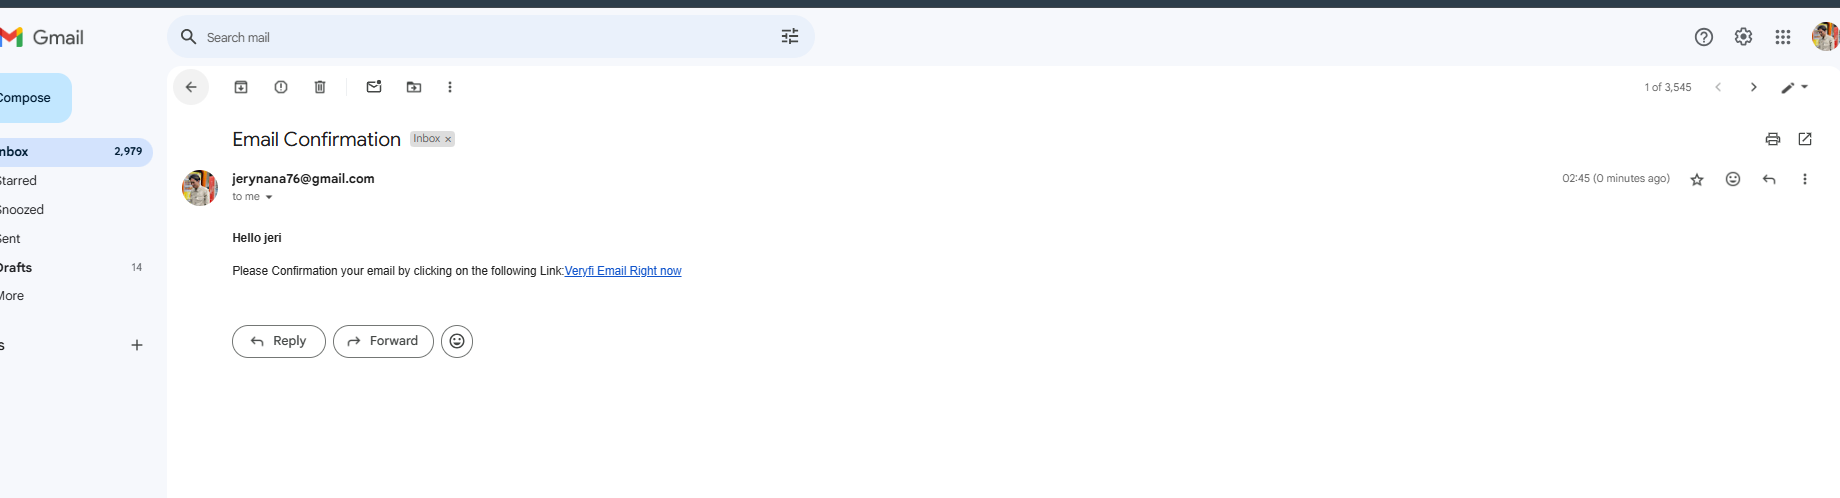 Gmail
Search mail
Compose
1 of 3,545
Inbox 2,979
Starred
Snoozed
Sent
Drafts 14
More
Email Confirmation Inbox ×
jerynana76@gmail.com
02:45 (0 minutes ago)
to me
Hello jeri
Please Confirmation your email by clicking on the following Link:Veryfi Email Right now
Reply
Forward